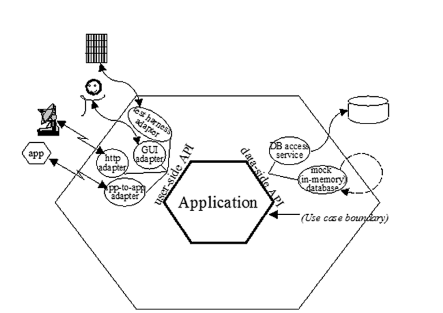 test harness
adapter
GUI
adapter
http
adapter
app
app-to-app
adapter
user-side API
Application
data-side API
DB access
service
mock
in-memory
database
(Use case boundary)